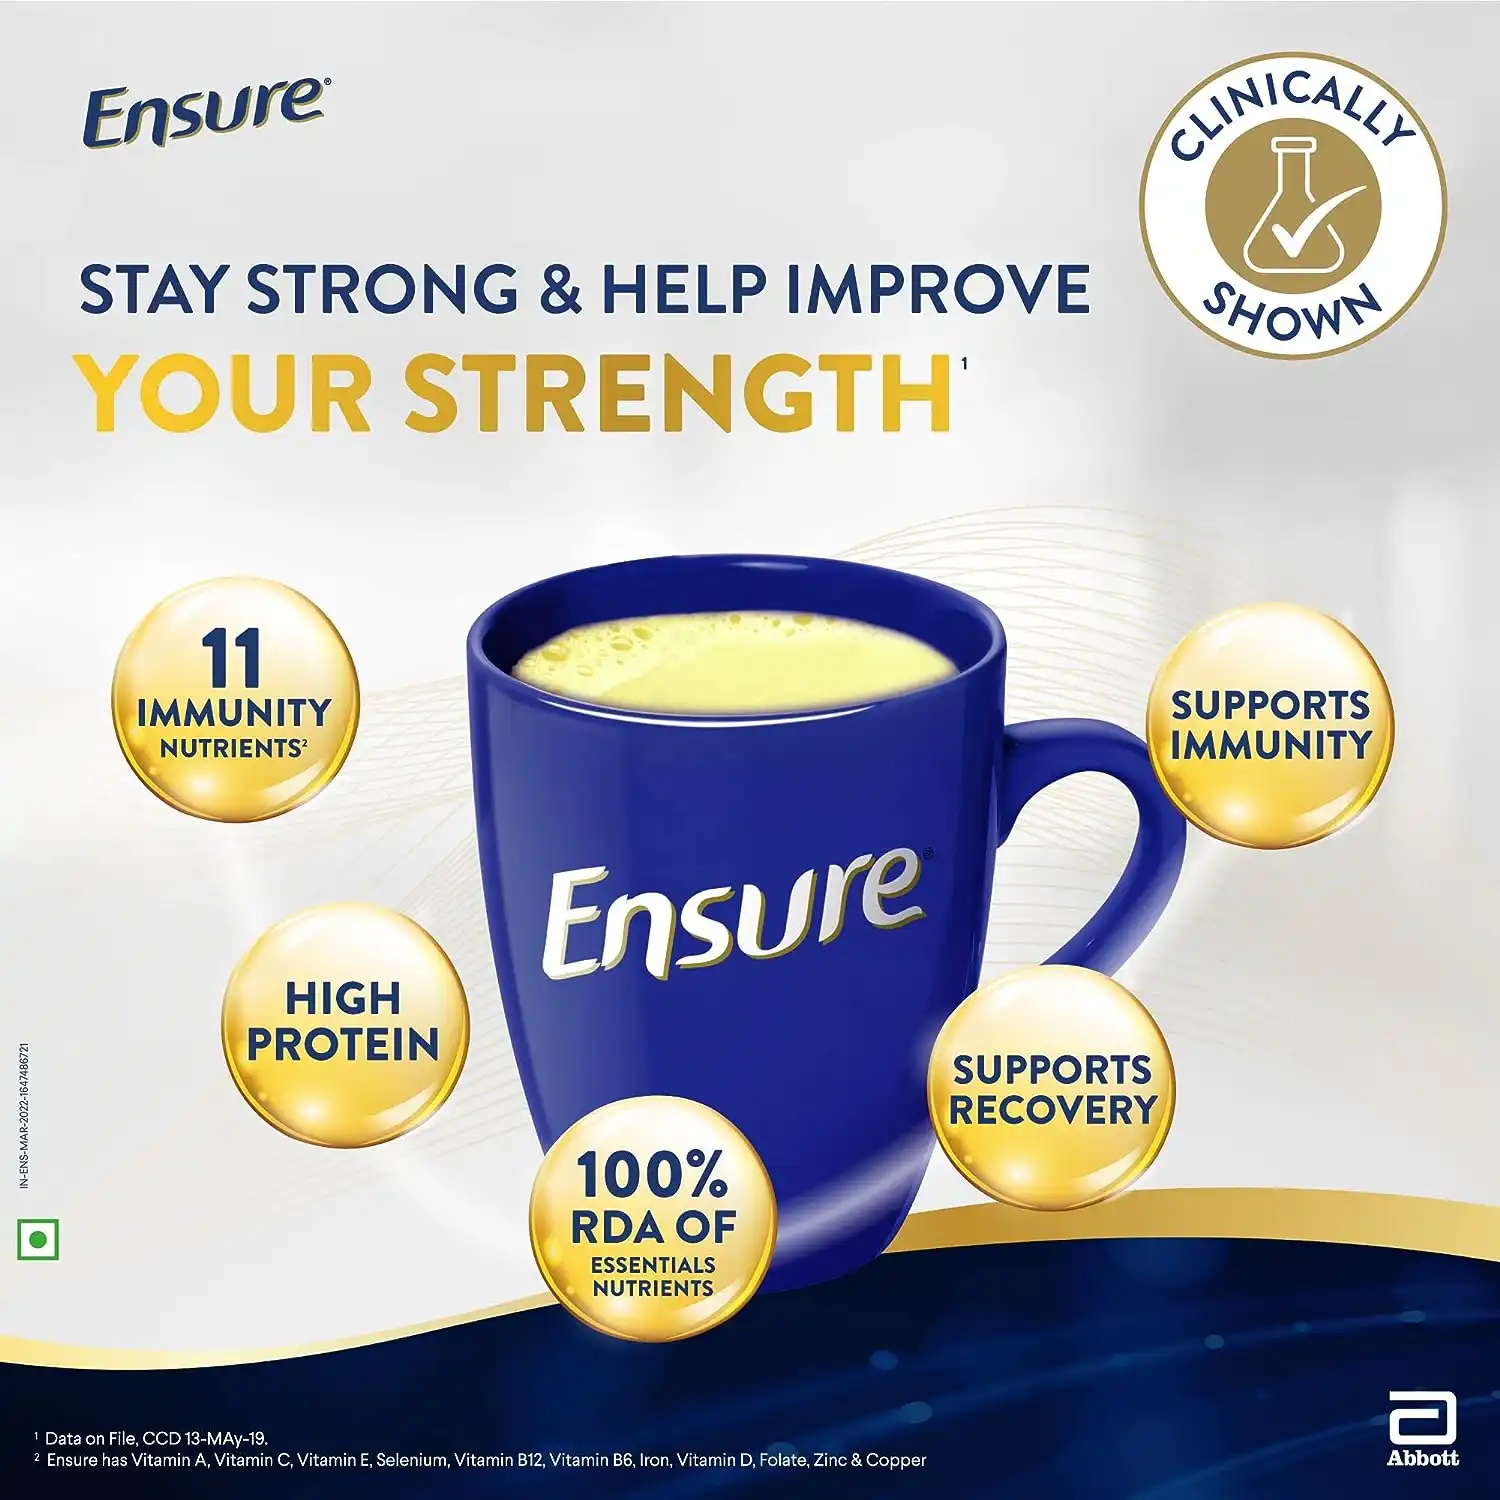 Ensure®
CLINICALLY
SHOWN
STAY STRONG & HELP IMPROVE
YOUR STRENGTH¹
11
IMMUNITY
NUTRIENTS²
SUPPORTS
IMMUNITY
Ensure®
HIGH
PROTEIN
SUPPORTS
RECOVERY
100%
RDA OF
ESSENTIALS
NUTRIENTS
IN-ENS-MAR-2022-1647486721
¹ Data on File, CCD 13-MAy-19.
² Ensure has Vitamin A, Vitamin C, Vitamin E, Selenium, Vitamin B12, Vitamin B6, Iron, Vitamin D, Folate, Zinc & Copper
Abbott